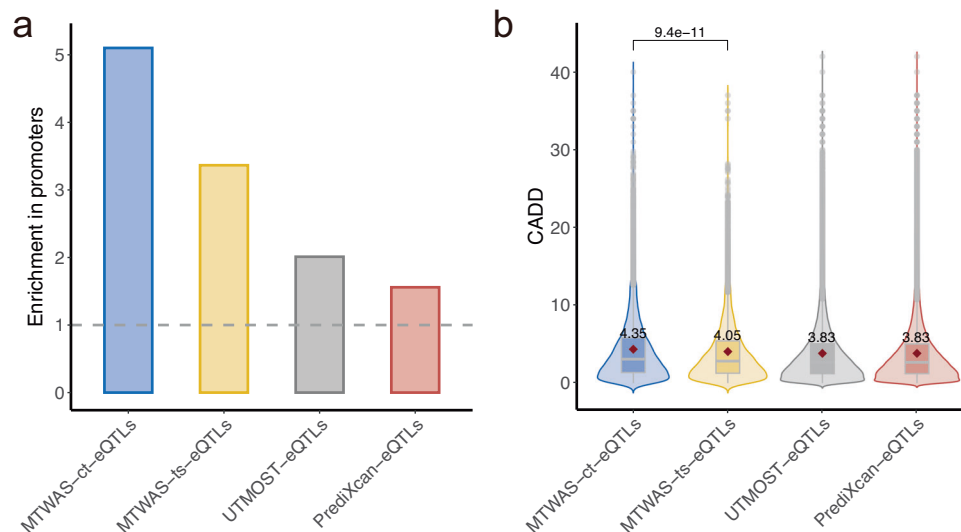 a
Enrichment in promoters
5
4
3
2
1
0
MTWAS−ct−eQTLs
MTWAS−ts−eQTLs
UTMOST−eQTLs
PrediXcan−eQTLs
b
CADD
40
30
20
10
0
9.4e−11
4.35
4.05
3.83
3.83
MTWAS−ct−eQTLs
MTWAS−ts−eQTLs
UTMOST−eQTLs
PrediXcan−eQTLs